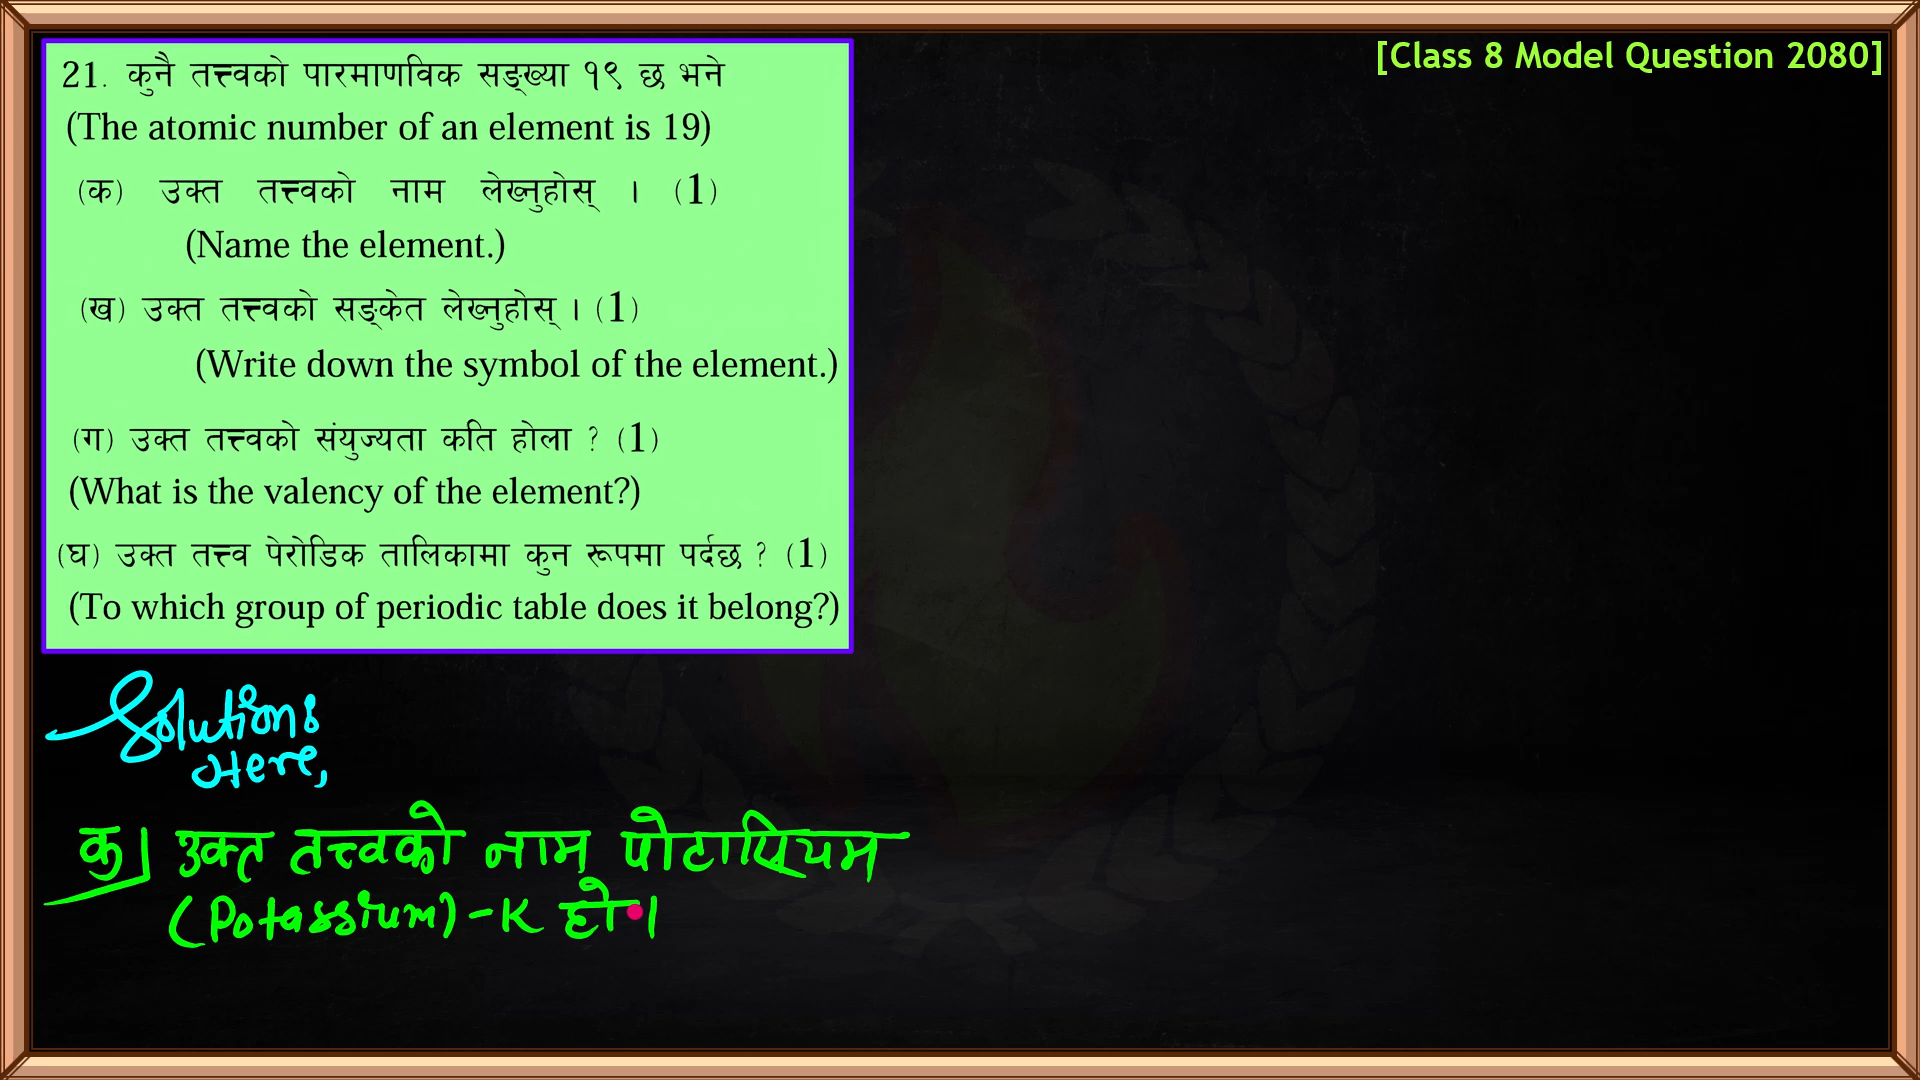 [Class 8 Model Question 2080]
21. कुनै तत्त्वको पारमाणविक सङ्ख्या १९ छ भने
(The atomic number of an element is 19)
(क) उक्त तत्त्वको नाम लेख्नुहोस् । (1)
(Name the element.)
(ख) उक्त तत्त्वको सङ्केत लेख्नुहोस् । (1)
(Write down the symbol of the element.)
(ग) उक्त तत्त्वको संयुज्यता कति होला ? (1)
(What is the valency of the element?)
(घ) उक्त तत्त्व पेरोडिक तालिकामा कुन रूपमा पर्दछ ? (1)
(To which group of periodic table does it belong?)
Solution:
Here,
क) उक्त तत्त्वको नाम पोटासियम
(Potassium)-K हो।